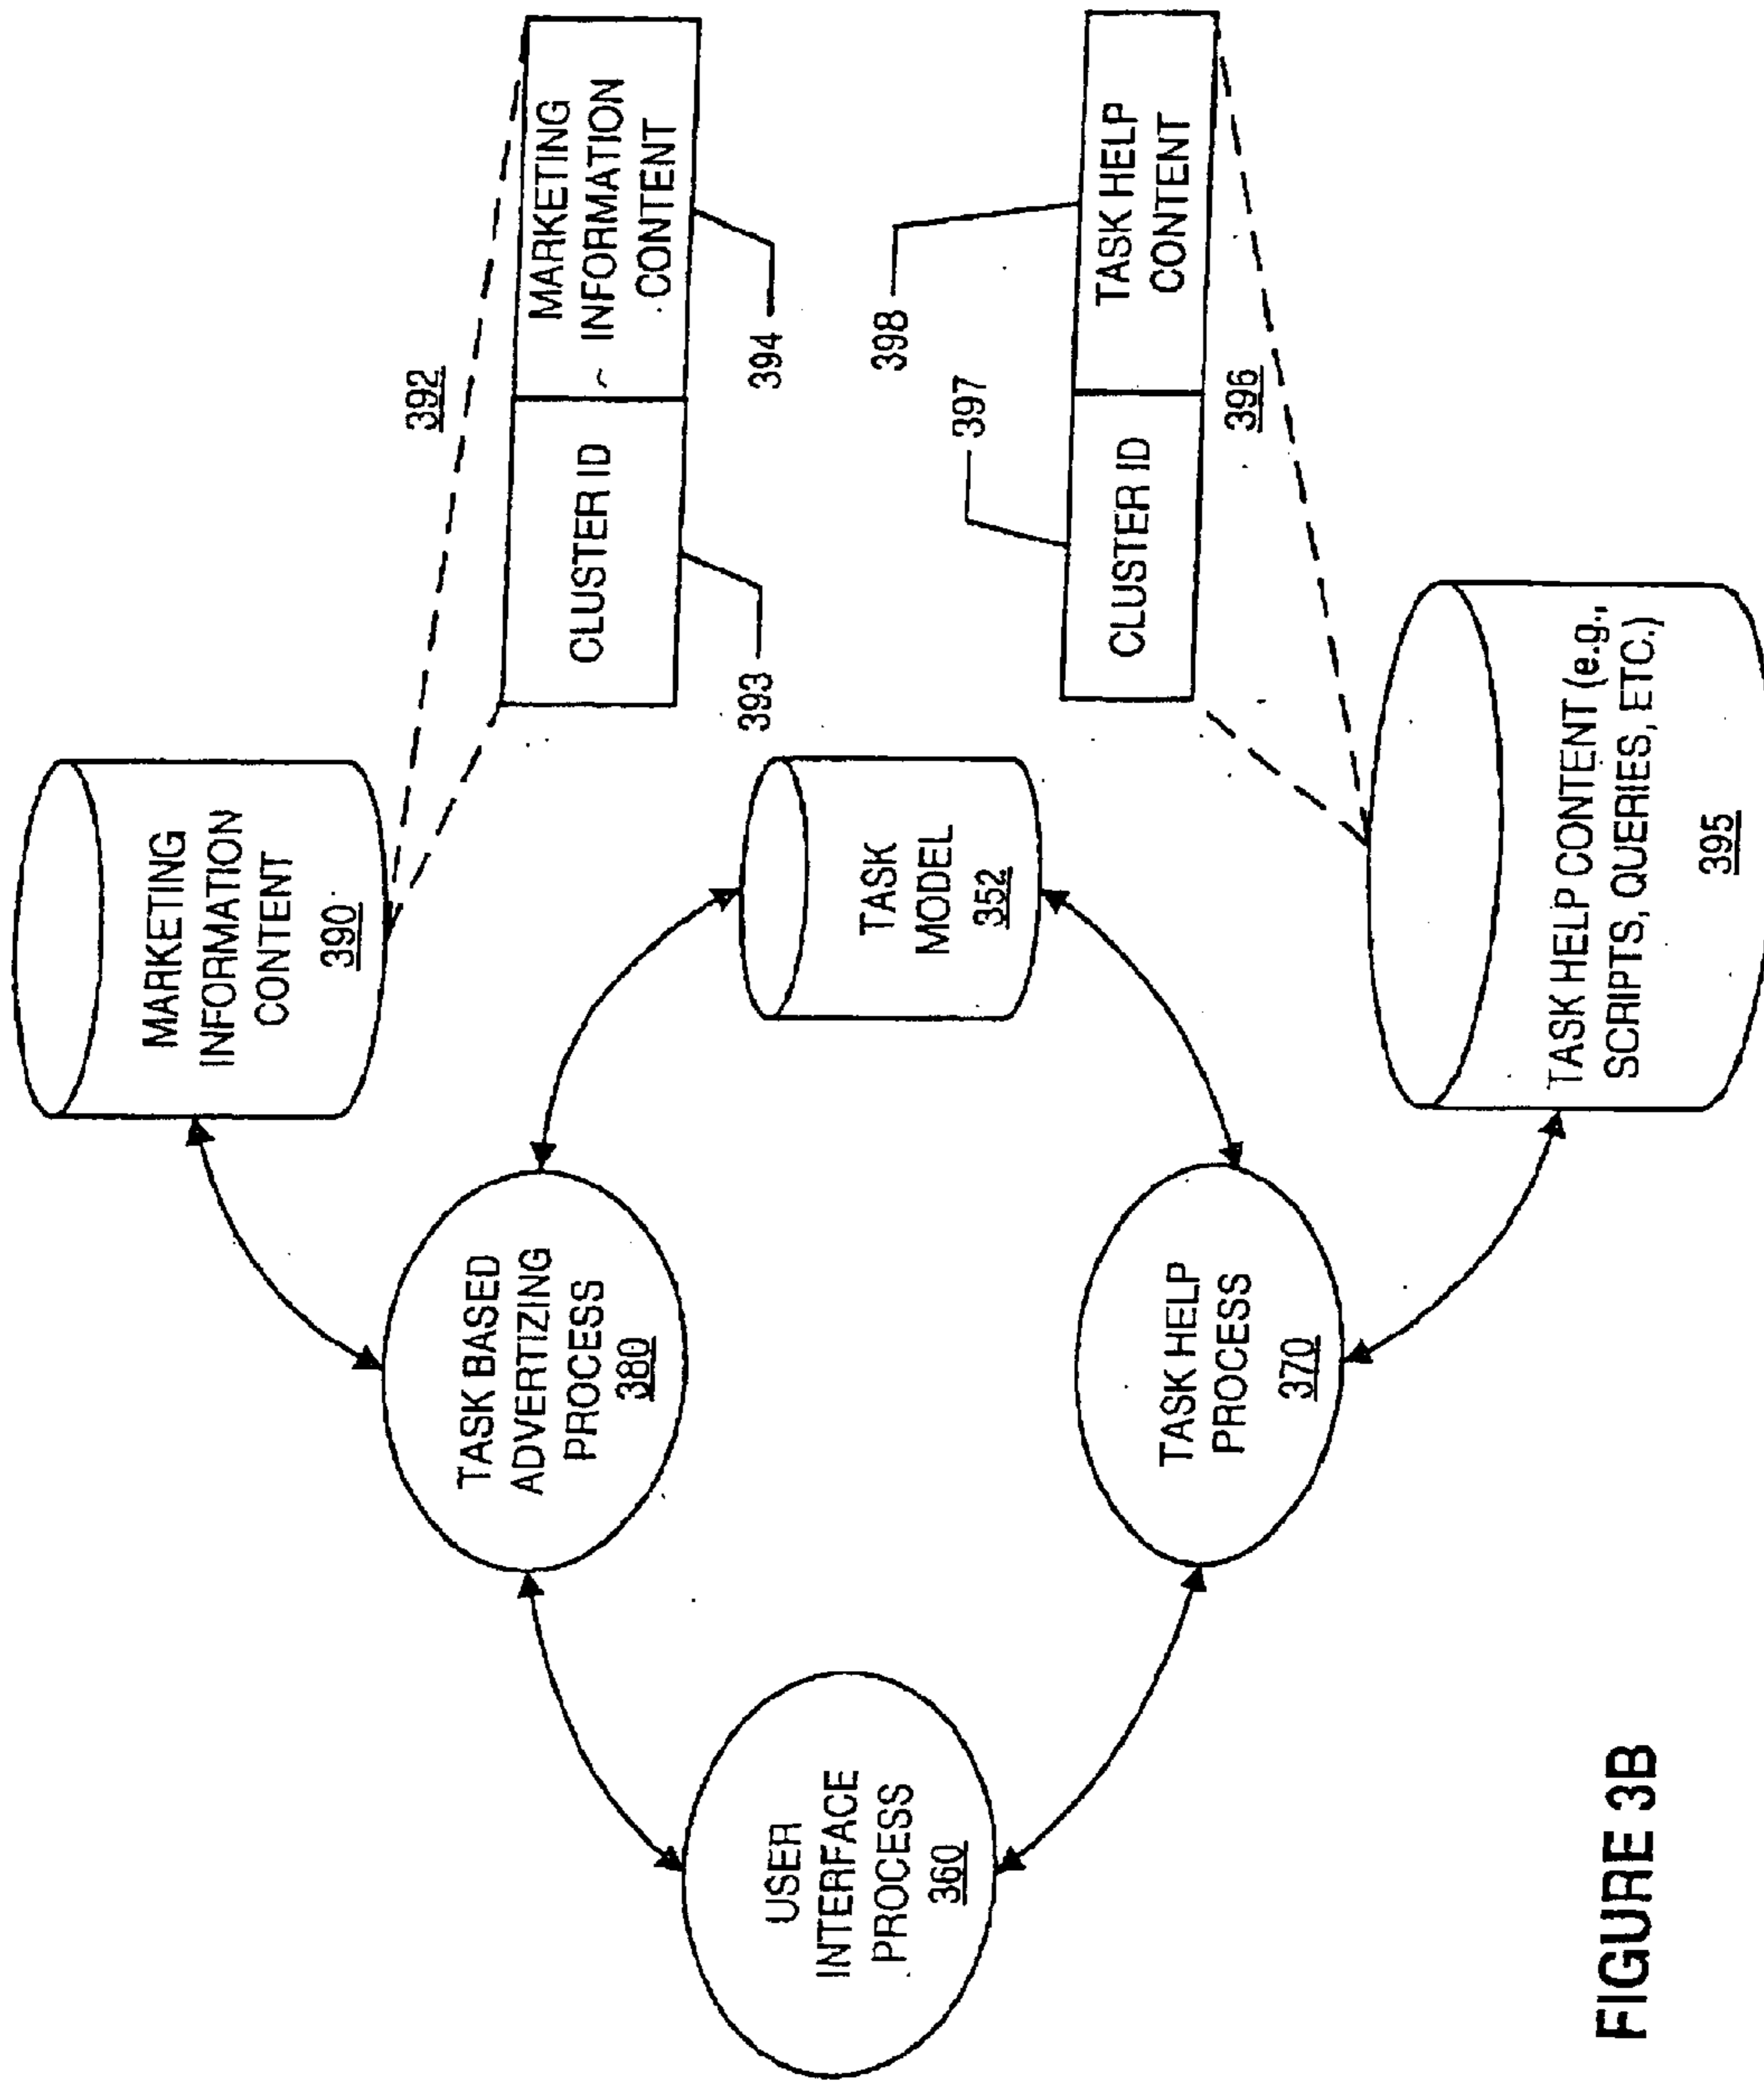 MARKETING
INFORMATION
CONTENT
390
392
CLUSTER ID
MARKETING
INFORMATION
CONTENT
393
394
TASK BASED
ADVERTIZING
PROCESS
380
USER
INTERFACE
PROCESS
360
TASK
MODEL
352
397
398
CLUSTER ID
TASK HELP
CONTENT
396
TASK HELP
PROCESS
370
TASK HELP CONTENT (e.g.,
SCRIPTS, QUERIES, ETC.)
395
FIGURE 3B